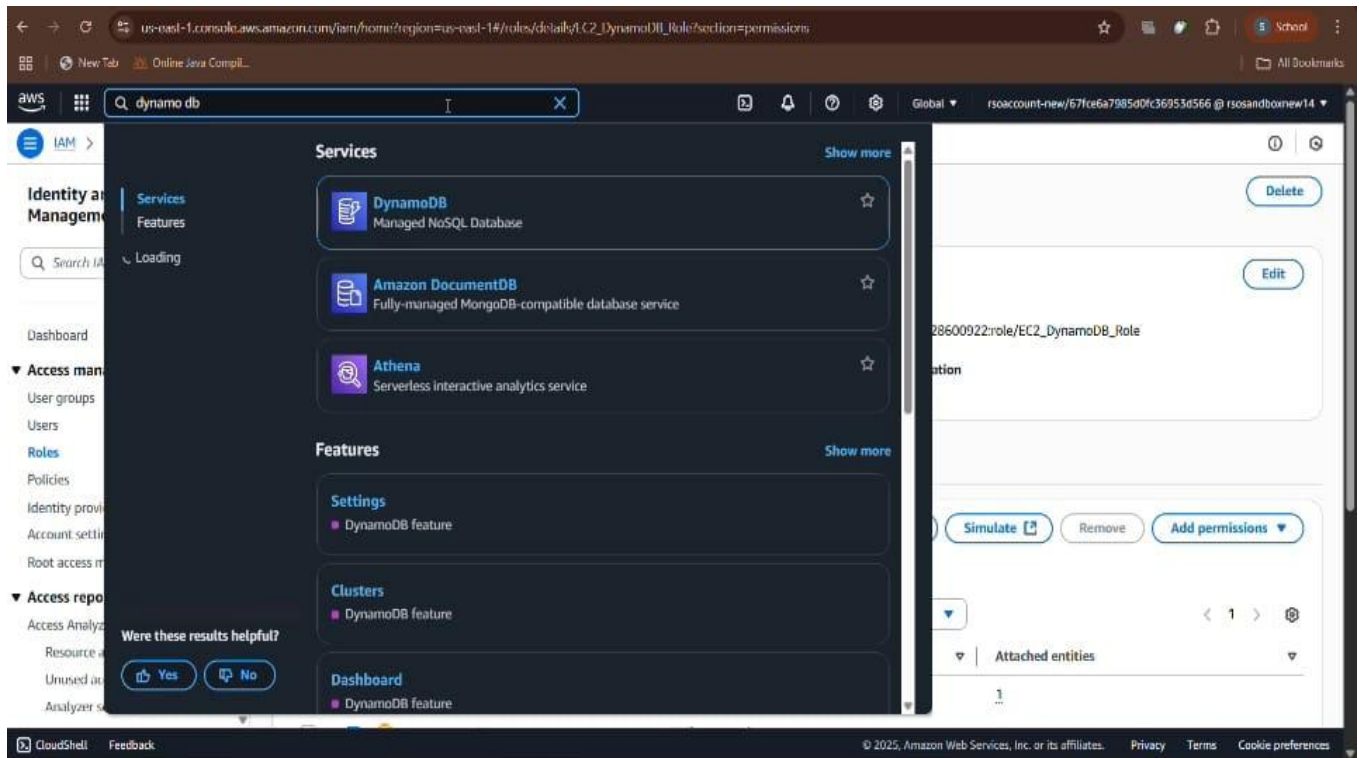 us-east-1.console.aws.amazon.com/iam/home?region=us-east-1#/roles/details/EC2_DynamoDB_Role?section=permissions
S School
New Tab
Online Java Compil...
All Bookmarks
aws
dynamo db
Global
rsoaccount-new/67fce6a7985d0fc36953d566 @ rsosandboxnew14
IAM >
Services
Show more
Identity a
Manageme
Services
Features
Loading
DynamoDB
Managed NoSQL Database
Delete
Search IA
Amazon DocumentDB
Fully-managed MongoDB-compatible database service
Edit
Dashboard
28600922:role/EC2_DynamoDB_Role
Access man
Athena
Serverless interactive analytics service
ation
User groups
Users
Roles
Features
Show more
Policies
Identity provi
Settings
DynamoDB feature
Account settin
Simulate
Remove
Add permissions
Root access m
Access repo
Clusters
DynamoDB feature
Access Analyz
< 1 >
Were these results helpful?
Resource a
Attached entities
Yes
No
Unused ac
Dashboard
DynamoDB feature
1
Analyzer s
CloudShell
Feedback
© 2025, Amazon Web Services, Inc. or its affiliates.
Privacy
Terms
Cookie preferences